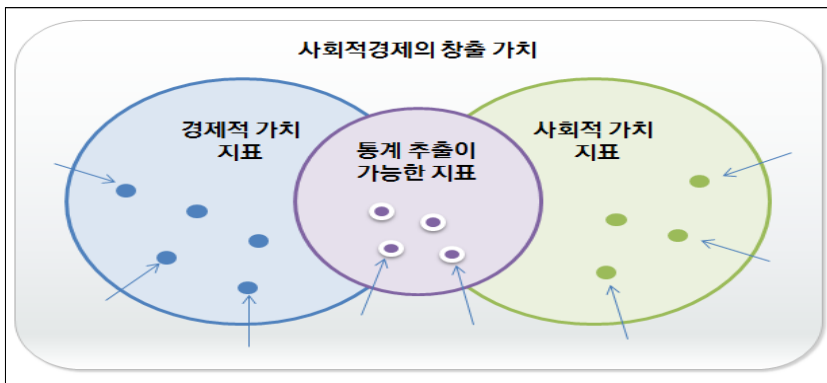 사회적경제의 창출 가치
경제적 가치
지표
통계 추출이
가능한 지표
사회적 가치
지표